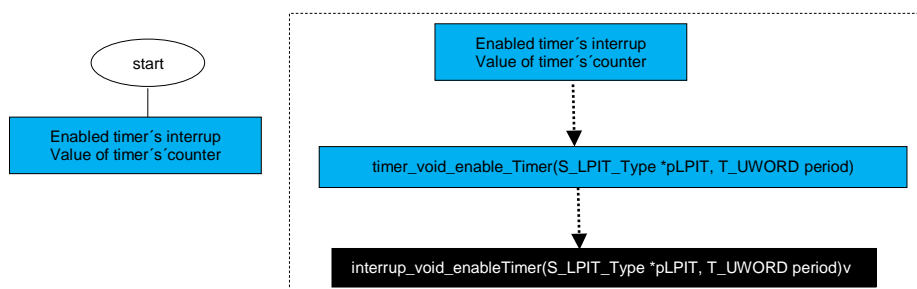 start
Enabled timer´s interrup
Value of timer´s´counter
Enabled timer´s interrup
Value of timer´s´counter
timer_void_enable_Timer(S_LPIT_Type *pLPIT, T_UWORD period)
interrup_void_enableTimer(S_LPIT_Type *pLPIT, T_UWORD period)v